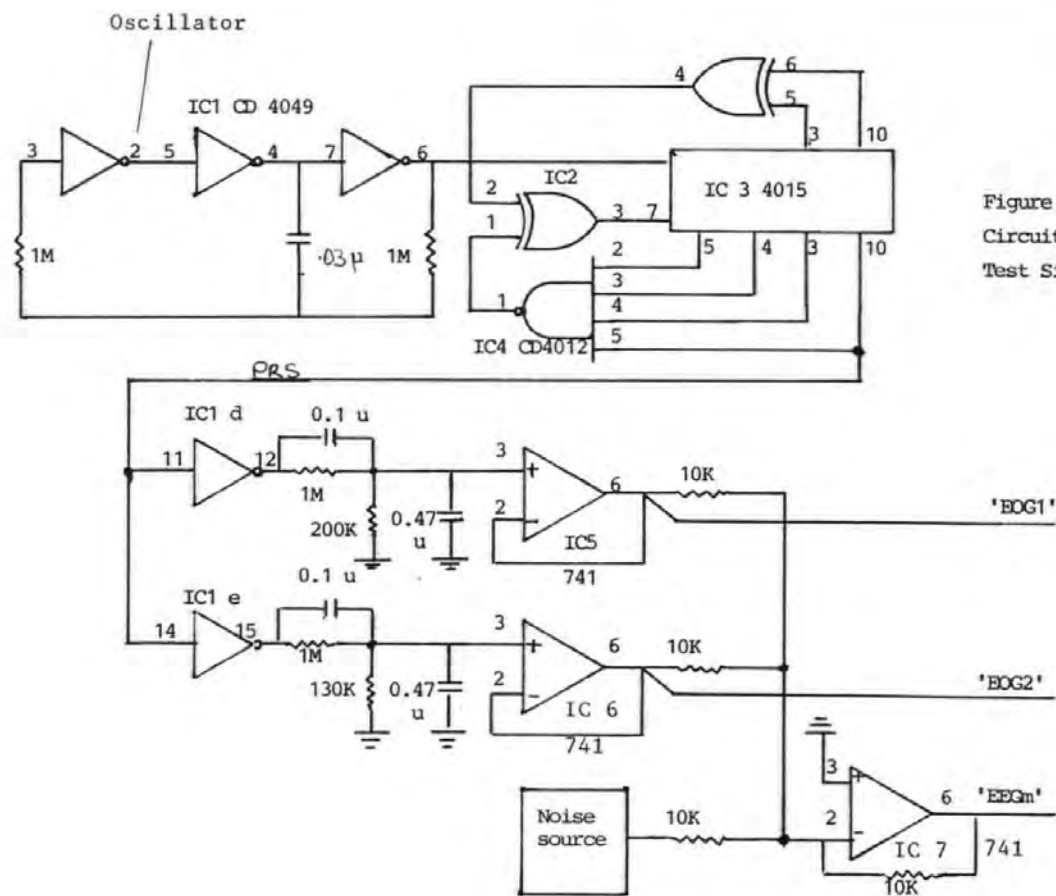 Oscillator
IC1 CD 4049
3
2
5
4
7
6
1M
.03µ
1M
4
6
5
3
10
IC2
2
1
3
7
IC 3 4015
5
4
3
10
2
3
4
5
1
IC4 CD4012
Figure
Circuit
Test Si
PRS
IC1 d
0.1 u
11
12
1M
200K
0.47
u
3
2
6
IC5
741
10K
'EOG1'
IC1 e
0.1 u
14
15
1M
130K
0.47
u
3
2
6
IC 6
741
10K
'EOG2'
Noise
source
10K
3
2
6
'EEGm'
IC 7
741
10K